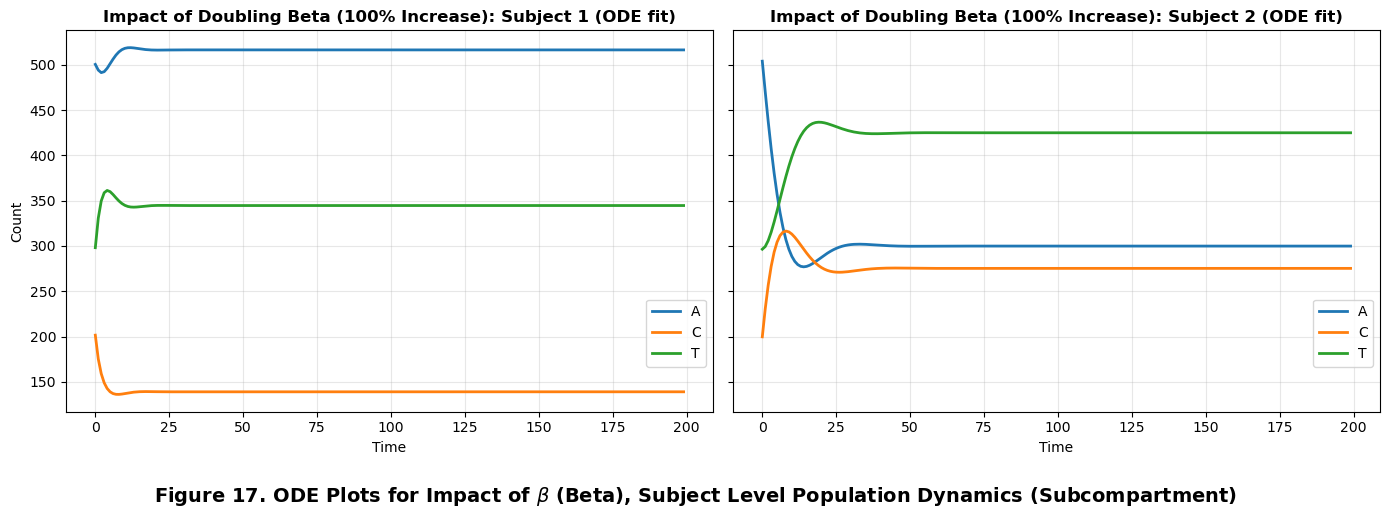 Impact of Doubling Beta (100% Increase): Subject 1 (ODE fit)
Impact of Doubling Beta (100% Increase): Subject 2 (ODE fit)
Count
500
450
400
350
300
250
200
150
A
C
T
A
C
T
0 25 50 75 100 125 150 175 200
0 25 50 75 100 125 150 175 200
Time
Time
Figure 17. ODE Plots for Impact of β (Beta), Subject Level Population Dynamics (Subcompartment)